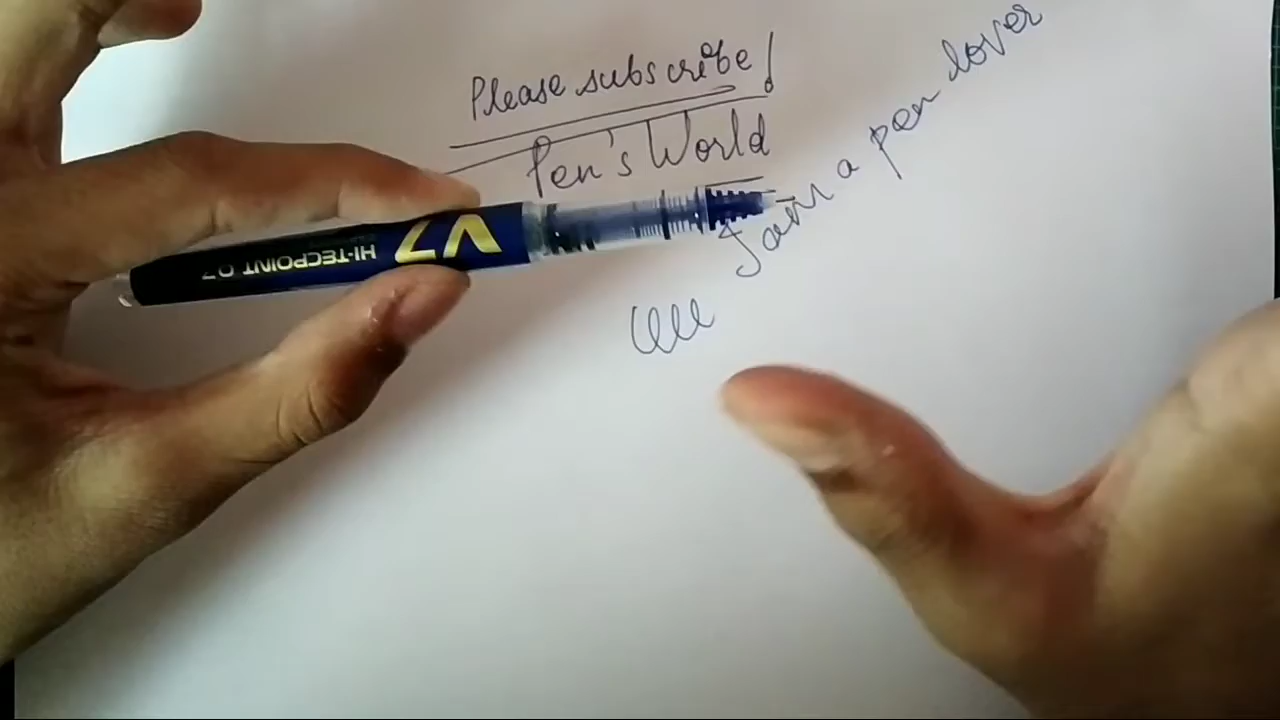 Please subscribe!
Pen's World
I am a pen lover
V7
HI-TECPOINT 0.7